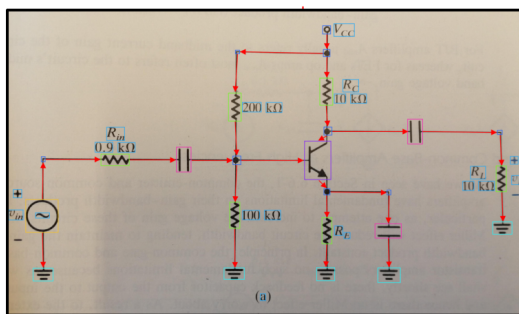 V_CC
R_C
10 kΩ
200 kΩ
R_in
0.9 kΩ
+
v_in
−
100 kΩ
R_E
R_L
10 kΩ
+
v
−
(a)